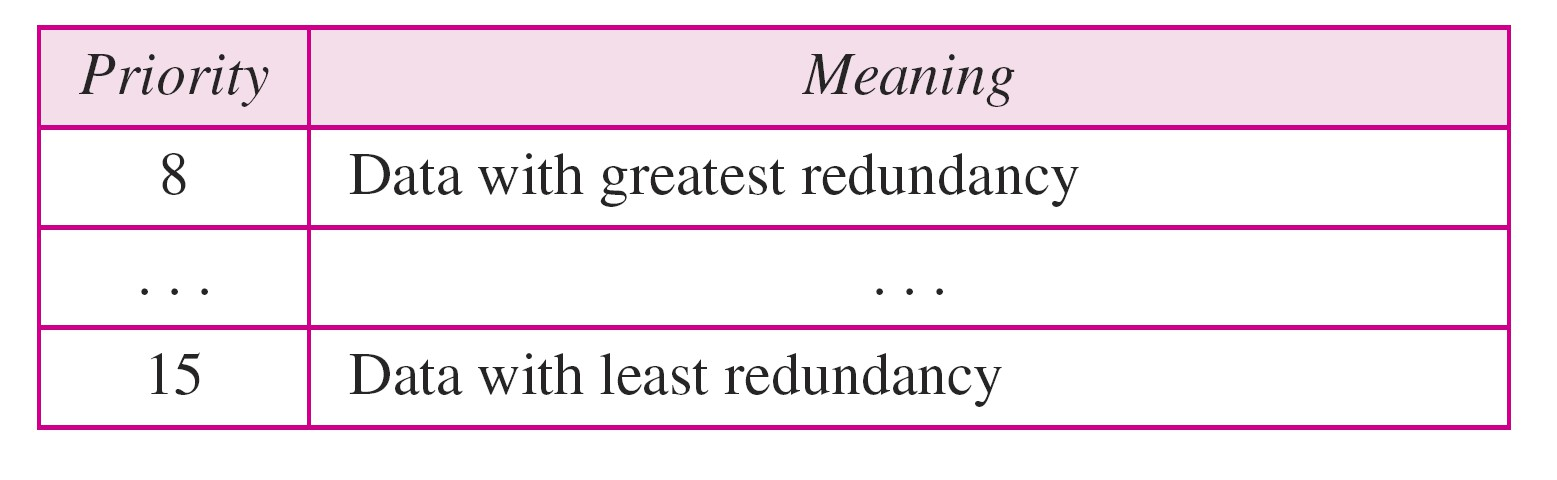 Priority Meaning
8 Data with greatest redundancy
. . . . . .
15 Data with least redundancy